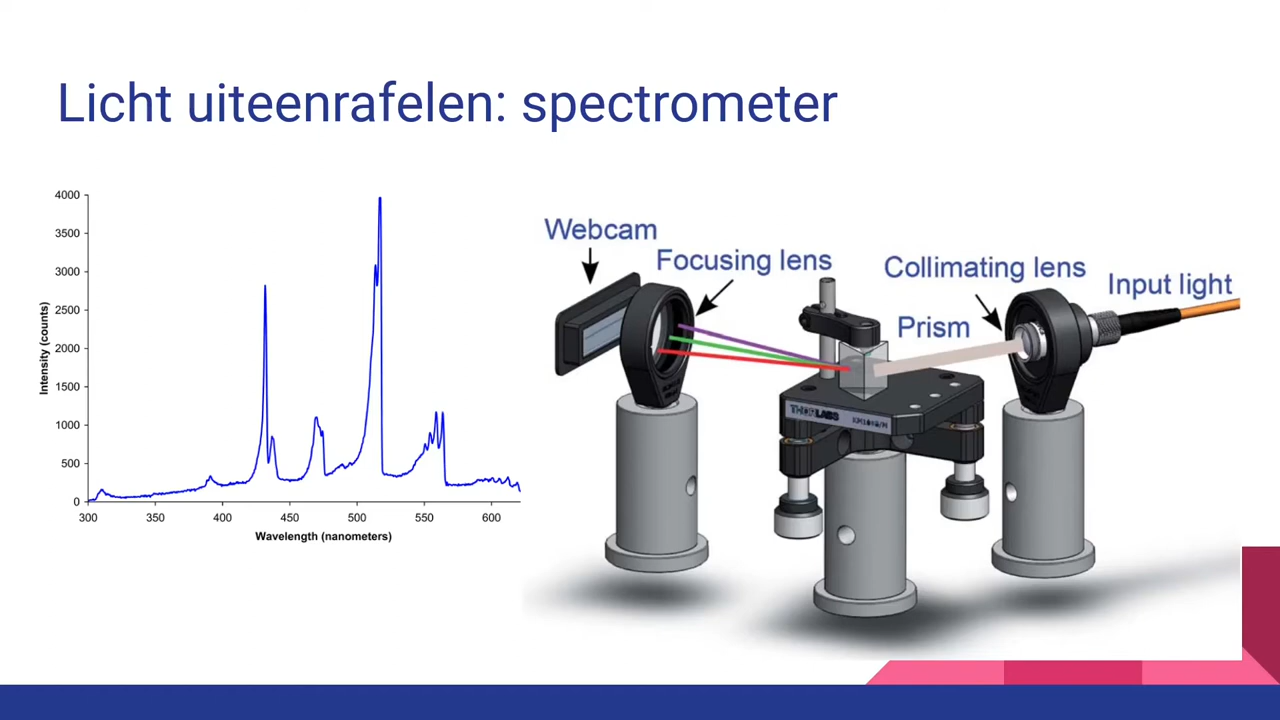 Licht uiteenrafelen: spectrometer
4000
3500
3000
2500
2000
1500
1000
500
0
Intensity (counts)
300 350 400 450 500 550 600
Wavelength (nanometers)
Webcam
Focusing lens
Collimating lens
Input light
Prism
THORLABS